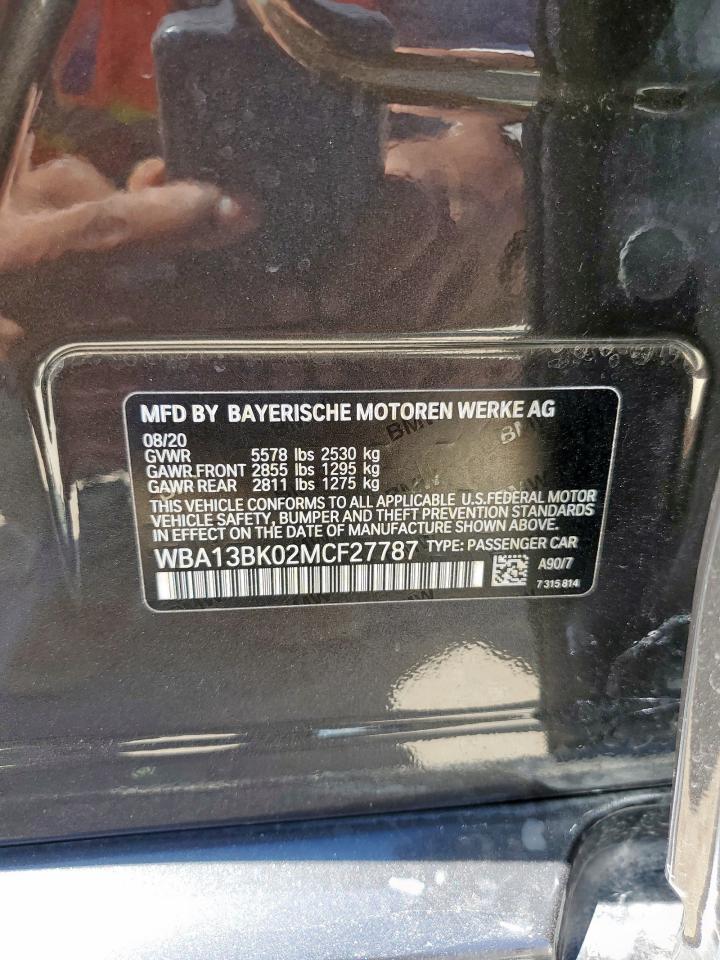 MFD BY BAYERISCHE MOTOREN WERKE AG
08/20
GVWR 5578 lbs 2530 kg
GAWR FRONT 2855 lbs 1295 kg
GAWR REAR 2811 lbs 1275 kg
THIS VEHICLE CONFORMS TO ALL APPLICABLE U.S.FEDERAL MOTOR
VEHICLE SAFETY, BUMPER AND THEFT PREVENTION STANDARDS
IN EFFECT ON THE DATE OF MANUFACTURE SHOWN ABOVE.
WBA13BK02MCF27787 TYPE: PASSENGER CAR
A90/7
7 315 814